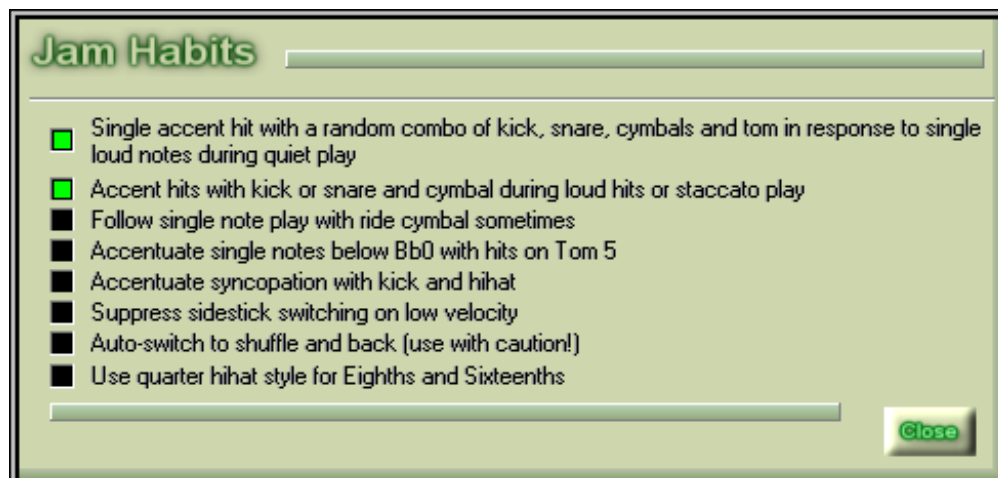 Jam Habits
Single accent hit with a random combo of kick, snare, cymbals and tom in response to single
loud notes during quiet play
Accent hits with kick or snare and cymbal during loud hits or staccato play
Follow single note play with ride cymbal sometimes
Accentuate single notes below Bb0 with hits on Tom 5
Accentuate syncopation with kick and hihat
Suppress sidestick switching on low velocity
Auto-switch to shuffle and back (use with caution!)
Use quarter hihat style for Eighths and Sixteenths
Close